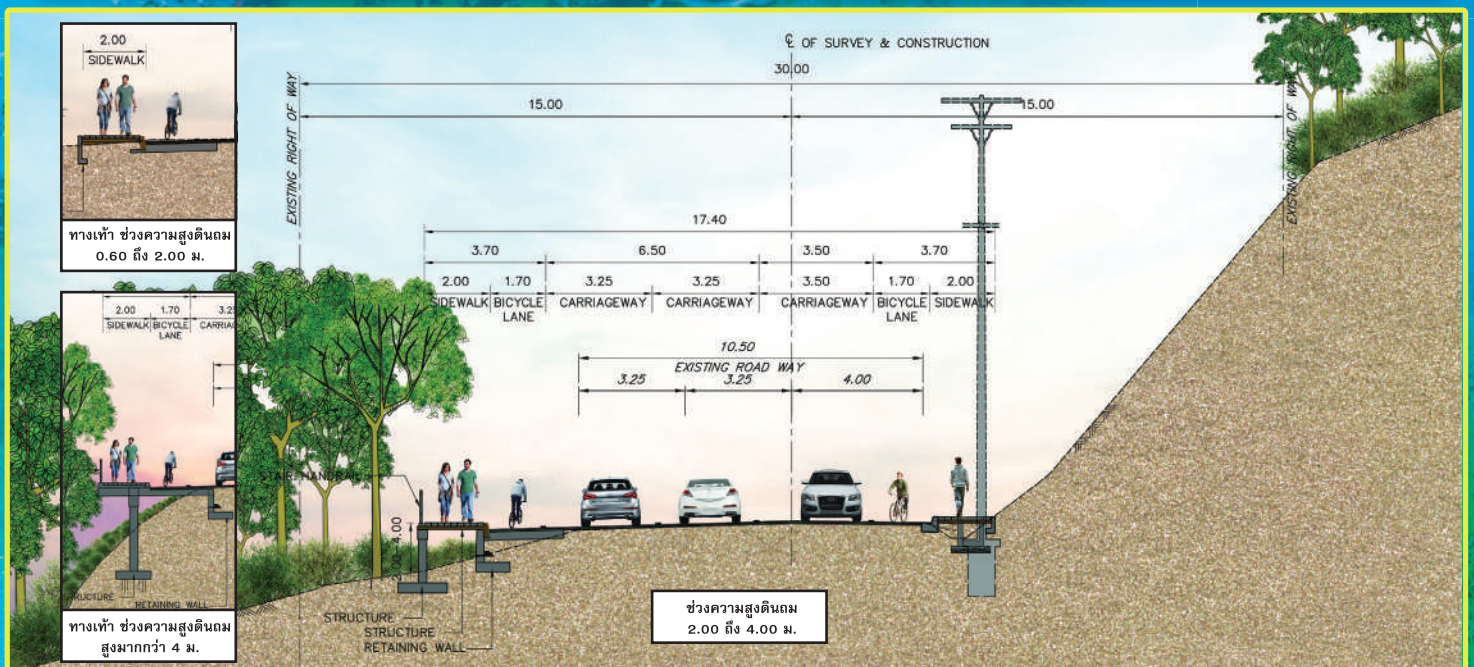 2.00
SIDEWALK
ทางเท้า ช่วงความสูงดินถม
0.60 ถึง 2.00 ม.
2.00 1.70
SIDEWALK BICYCLE LANE
STRUCTURE
RETAINING WALL
ทางเท้า ช่วงความสูงดินถม
สูงมากกว่า 4 ม.
℄ OF SURVEY & CONSTRUCTION
30.00
15.00 15.00
EXISTING RIGHT OF WAY
EXISTING RIGHT OF WAY
17.40
3.70 6.50 3.50 3.70
2.00 1.70 3.25 3.25 3.50 1.70 2.00
SIDEWALK BICYCLE CARRIAGEWAY CARRIAGEWAY CARRIAGEWAY BICYCLE SIDEWALK
LANE LANE
10.50
EXISTING ROAD WAY
3.25 3.25 4.00
STRUCTURE
STRUCTURE
RETAINING WALL
ช่วงความสูงดินถม
2.00 ถึง 4.00 ม.